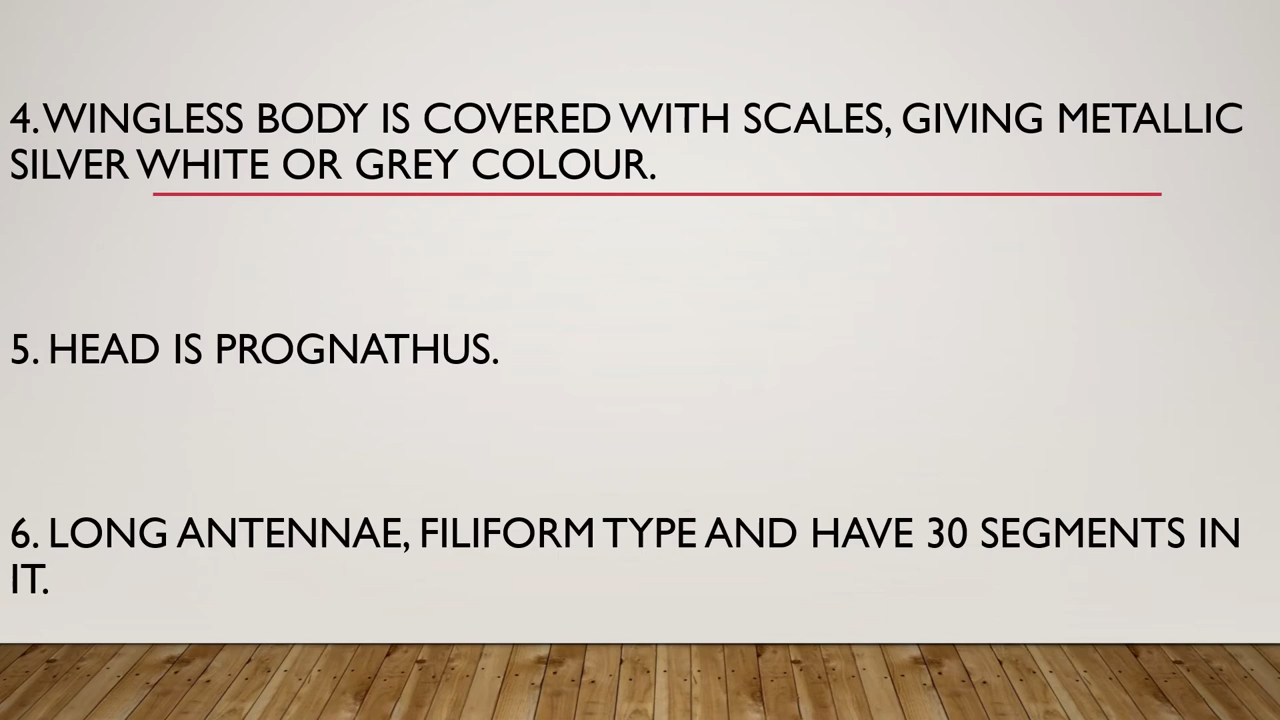 4. WINGLESS BODY IS COVERED WITH SCALES, GIVING METALLIC
SILVER WHITE OR GREY COLOUR.
5. HEAD IS PROGNATHUS.
6. LONG ANTENNAE, FILIFORM TYPE AND HAVE 30 SEGMENTS IN
IT.